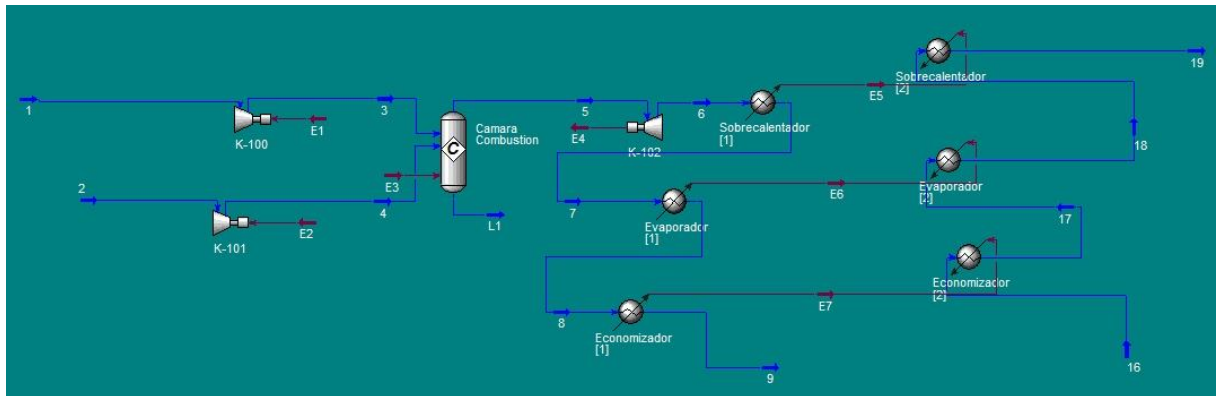 1
3
E1
K-100
2
4
E2
K-101
E3
C
Camara
Combustion
L1
5
E4
K-102
6
Sobrecalentador
[1]
E5
Sobrecalentador
[2]
19
18
7
Evaporador
[1]
E6
Evaporador
[2]
17
8
Economizador
[1]
E7
Economizador
[2]
9
16